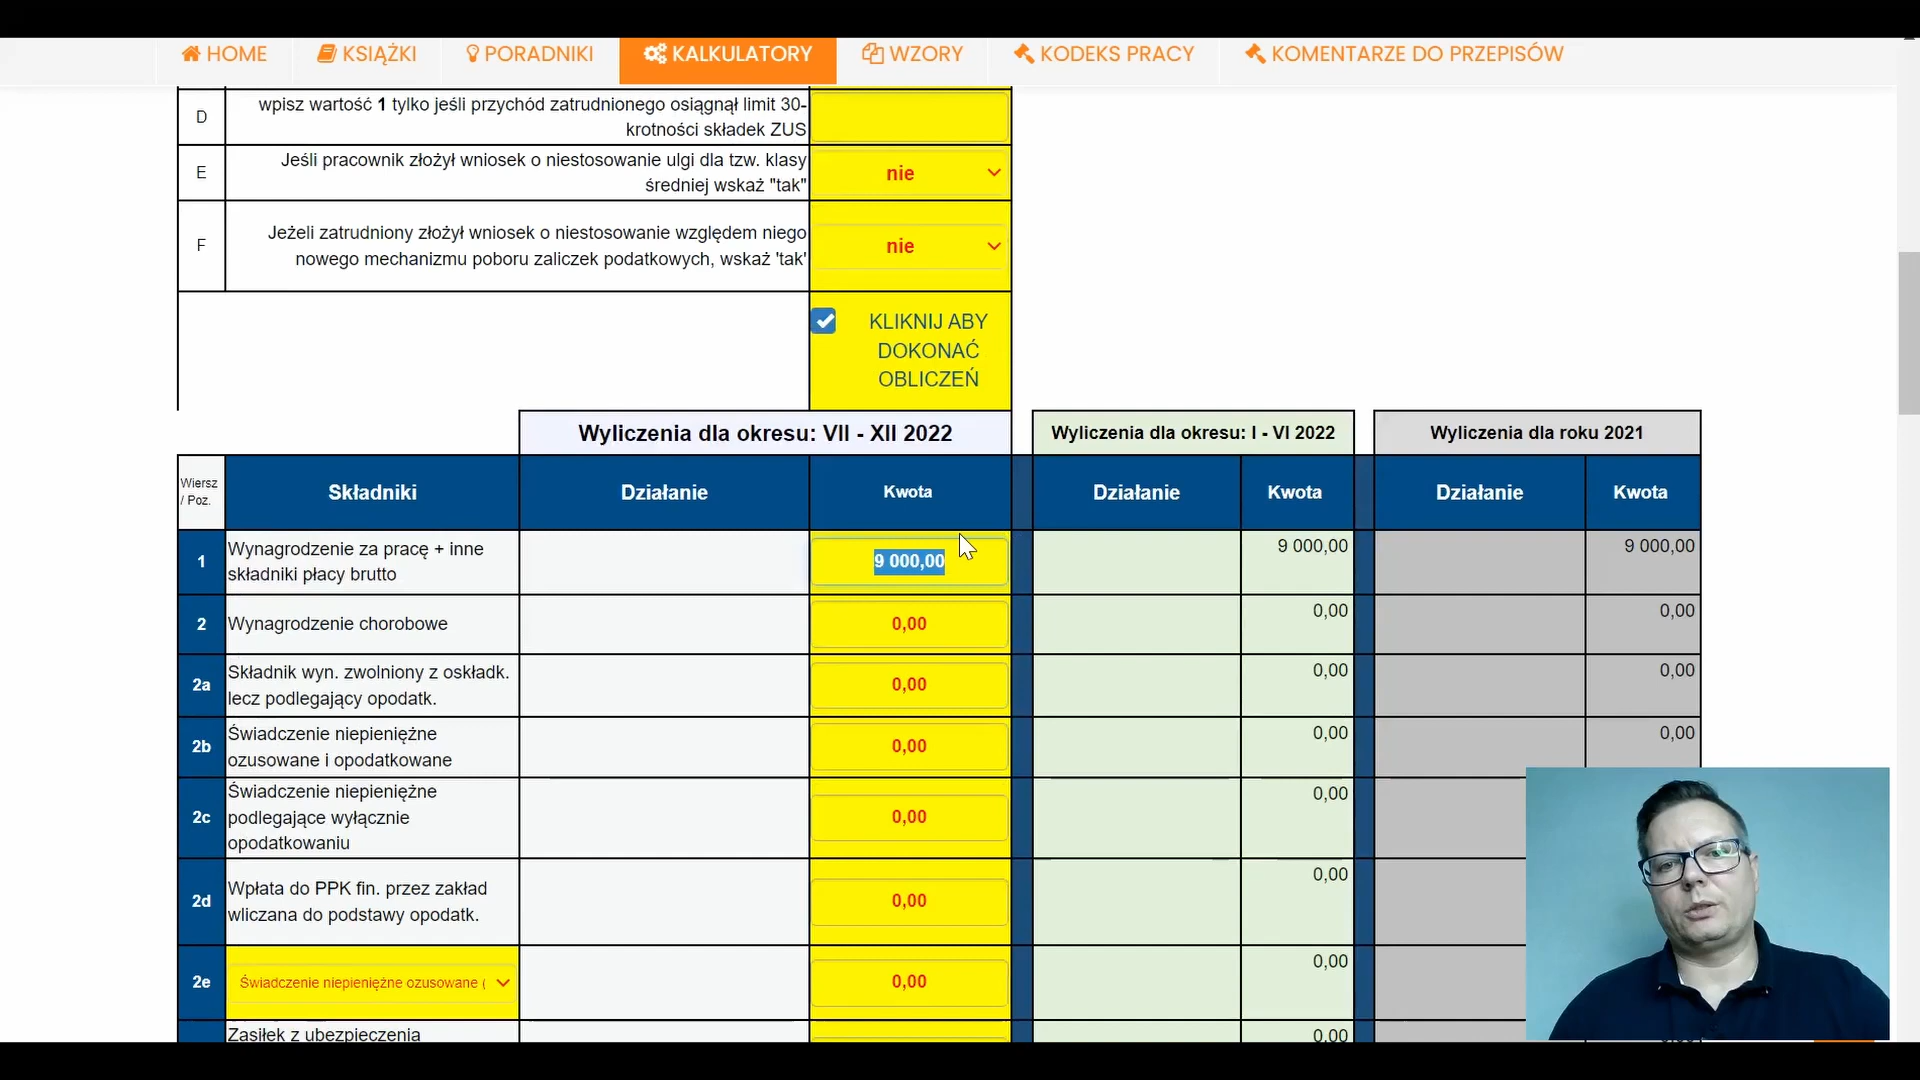 HOME KSIĄŻKI PORADNIKI KALKULATORY WZORY KODEKS PRACY KOMENTARZE DO PRZEPISÓW
D wpisz wartość 1 tylko jeśli przychód zatrudnionego osiągnął limit 30-
krotności składek ZUS
E Jeśli pracownik złożył wniosek o niestosowanie ulgi dla tzw. klasy
średniej wskaż "tak" nie
F Jeżeli zatrudniony złożył wniosek o niestosowanie względem niego
nowego mechanizmu poboru zaliczek podatkowych, wskaż 'tak' nie
KLIKNIJ ABY
DOKONAĆ
OBLICZEŃ
Wyliczenia dla okresu: VII - XII 2022 Wyliczenia dla okresu: I - VI 2022 Wyliczenia dla roku 2021
Wiersz
/ Poz. Składniki Działanie Kwota Działanie Kwota Działanie Kwota
1 Wynagrodzenie za pracę + inne
składniki płacy brutto 9 000,00 9 000,00 9 000,00
2 Wynagrodzenie chorobowe 0,00 0,00 0,00
2a Składnik wyn. zwolniony z oskładk.
lecz podlegający opodatk. 0,00 0,00 0,00
2b Świadczenie niepieniężne
ozusowane i opodatkowane 0,00 0,00 0,00
2c Świadczenie niepieniężne
podlegające wyłącznie
opodatkowaniu 0,00 0,00
2d Wpłata do PPK fin. przez zakład
wliczana do podstawy opodatk. 0,00 0,00
2e Świadczenie niepieniężne ozusowane ( 0,00 0,00
Zasiłek z ubezpieczenia 0,00